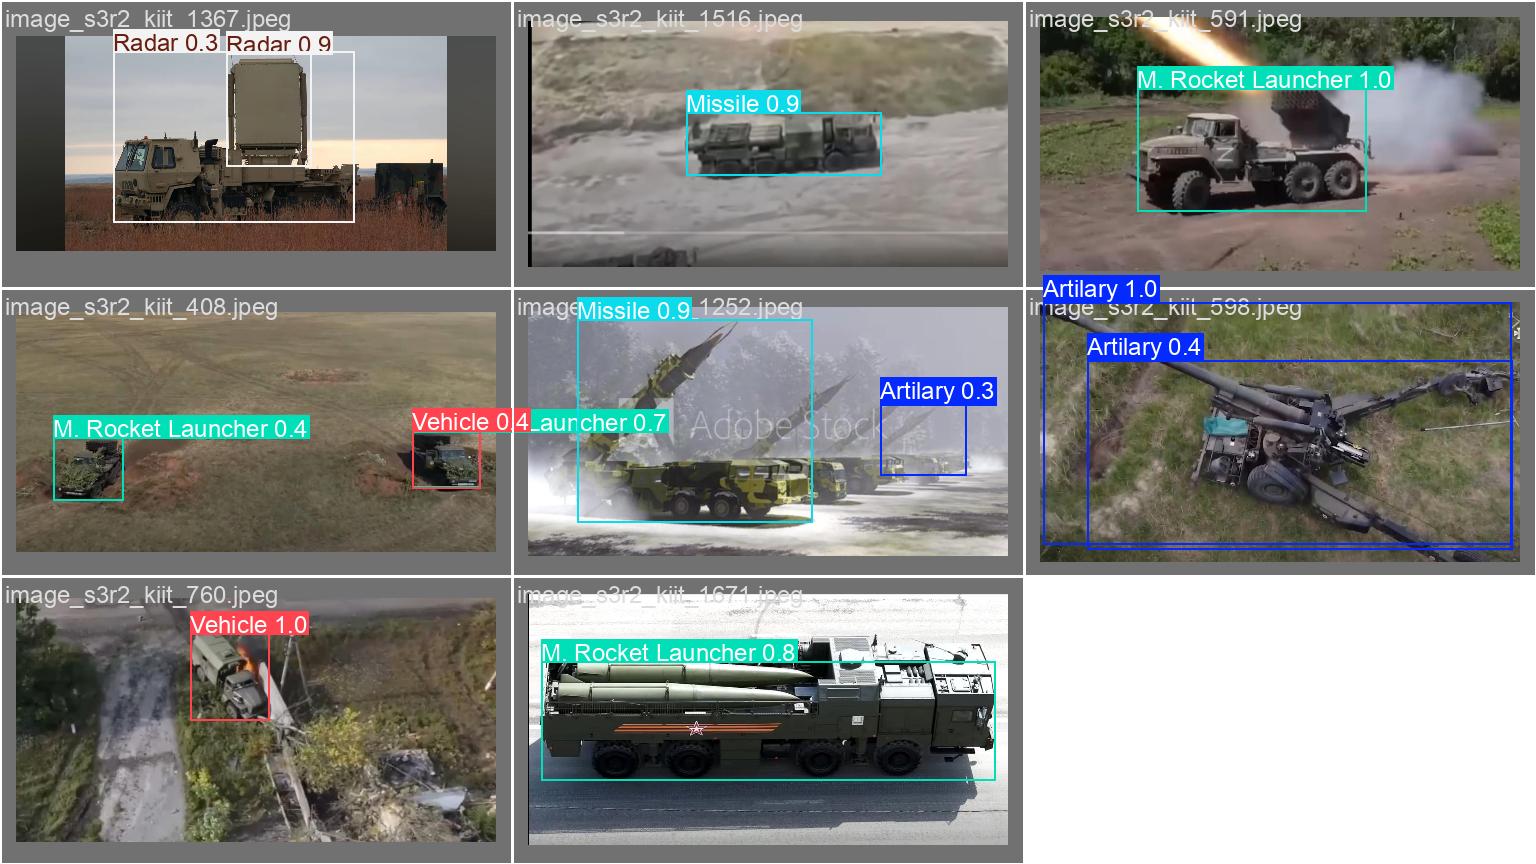 image_s3r2_kiit_1367.jpeg
Radar 0.3
Radar 0.9
image_s3r2_kiit_1516.jpeg
Missile 0.9
image_s3r2_kiit_591.jpeg
M. Rocket Launcher 1.0
Z
image_s3r2_kiit_408.jpeg
M. Rocket Launcher 0.4
Vehicle 0.4
1252.jpeg
Missile 0.9
Launcher 0.7
Artilary 0.3
Adobe Stock
image_s3r2_kiit_598.jpeg
Artilary 1.0
Artilary 0.4
image_s3r2_kiit_760.jpeg
Vehicle 1.0
image_s3r2_kiit_1671.jpeg
M. Rocket Launcher 0.8